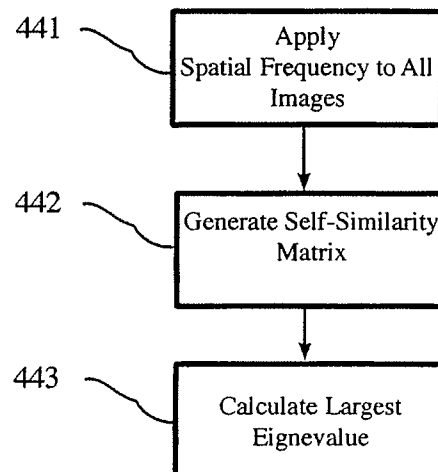 441
Apply
Spatial Frequency to All
Images
442
Generate Self-Similarity
Matrix
443
Calculate Largest
Eignevalue